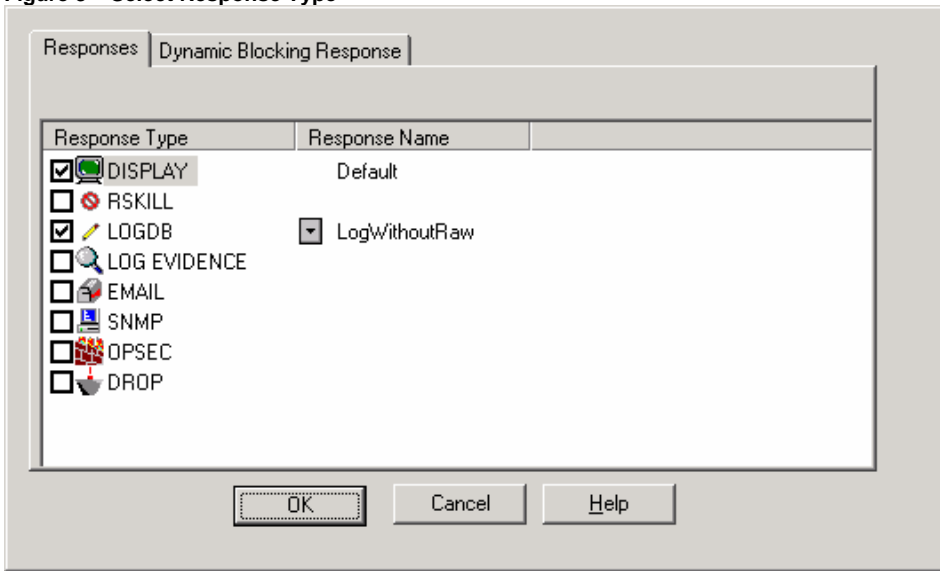 Responses Dynamic Blocking Response
Response Type Response Name
DISPLAY Default
RSKILL
LOGDB LogWithoutRaw
LOG EVIDENCE
EMAIL
SNMP
OPSEC
DROP
OK Cancel Help